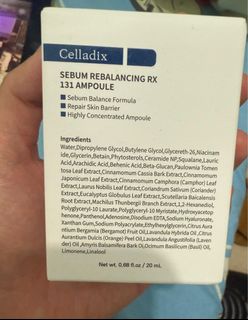 Celladix
SEBUM REBALANCING RX
131 AMPOULE
■ Sebum Balance Formula
■ Repair Skin Barrier
■ Highly Concentrated Ampoule
Ingredients
Water,Dipropylene Glycol,Butylene Glycol,Glycereth-26,Niacinam
ide,Glycerin,Betain,Phytosterols,Ceramide NP,Squalane,Lauric
Acid,Arachidic Acid,Behenic Acid,Beta-Glucan,Paulownia Tomen
tosa Leaf Extract,Cinnamomum Cassia Bark Extract,Cinnamomum
Japonicum Leaf Extract,Cinnamomum Camphora (Camphor) Leaf
Extract,Laurus Nobilis Leaf Extract,Coriandrum Sativum (Coriander)
Extract,Eucalyptus Globulus Leaf Extract,Scutellaria Baicalensis
Root Extract,Machilus Thunbergii Branch Extract,1,2-Hexanediol,
Polyglyceryl-10 Laurate,Polyglyceryl-10 Myristate,Hydroxyacetop
henone,Panthenol,Adenosine,Disodium EDTA,Sodium Hyaluronate,
Xanthan Gum,Sodium Polyacrylate,Ethylhexylglycerin,Citrus Aura
ntium Bergamia (Bergamot) Fruit Oil,Lavandula Hybrida Oil,Citrus
Aurantium Dulcis (Orange) Peel Oil,Lavandula Angustifolia (Laven
der) Oil,Amyris Balsamifera Bark Oil,Ocimum Basilicum (Basil) Oil,
Limonene,Linalool
Net wt. 0.68 fl oz/ 20 mL